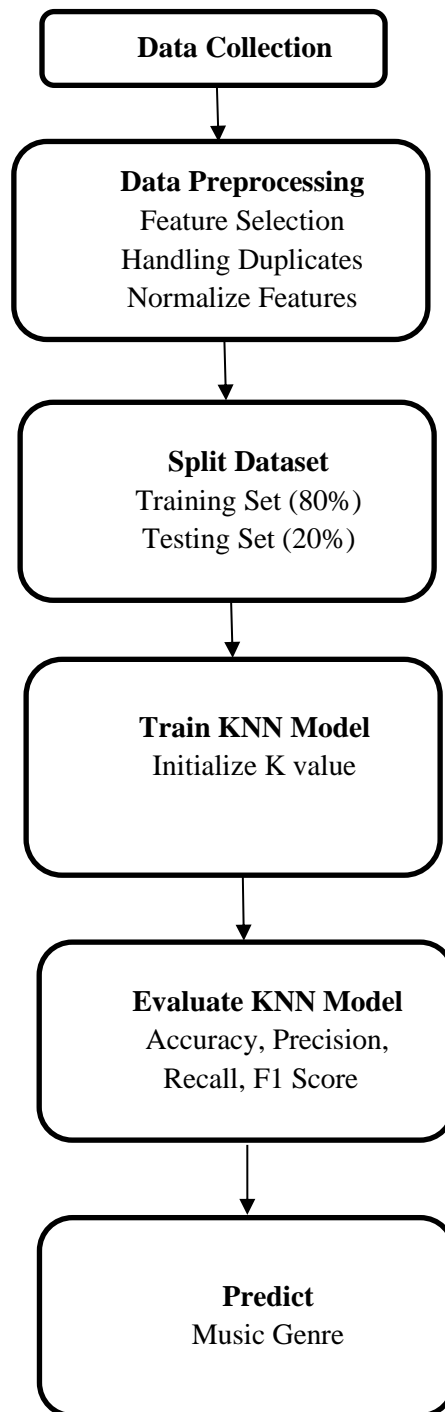 Data Collection
Data Preprocessing
Feature Selection
Handling Duplicates
Normalize Features
Split Dataset
Training Set (80%)
Testing Set (20%)
Train KNN Model
Initialize K value
Evaluate KNN Model
Accuracy, Precision,
Recall, F1 Score
Predict
Music Genre